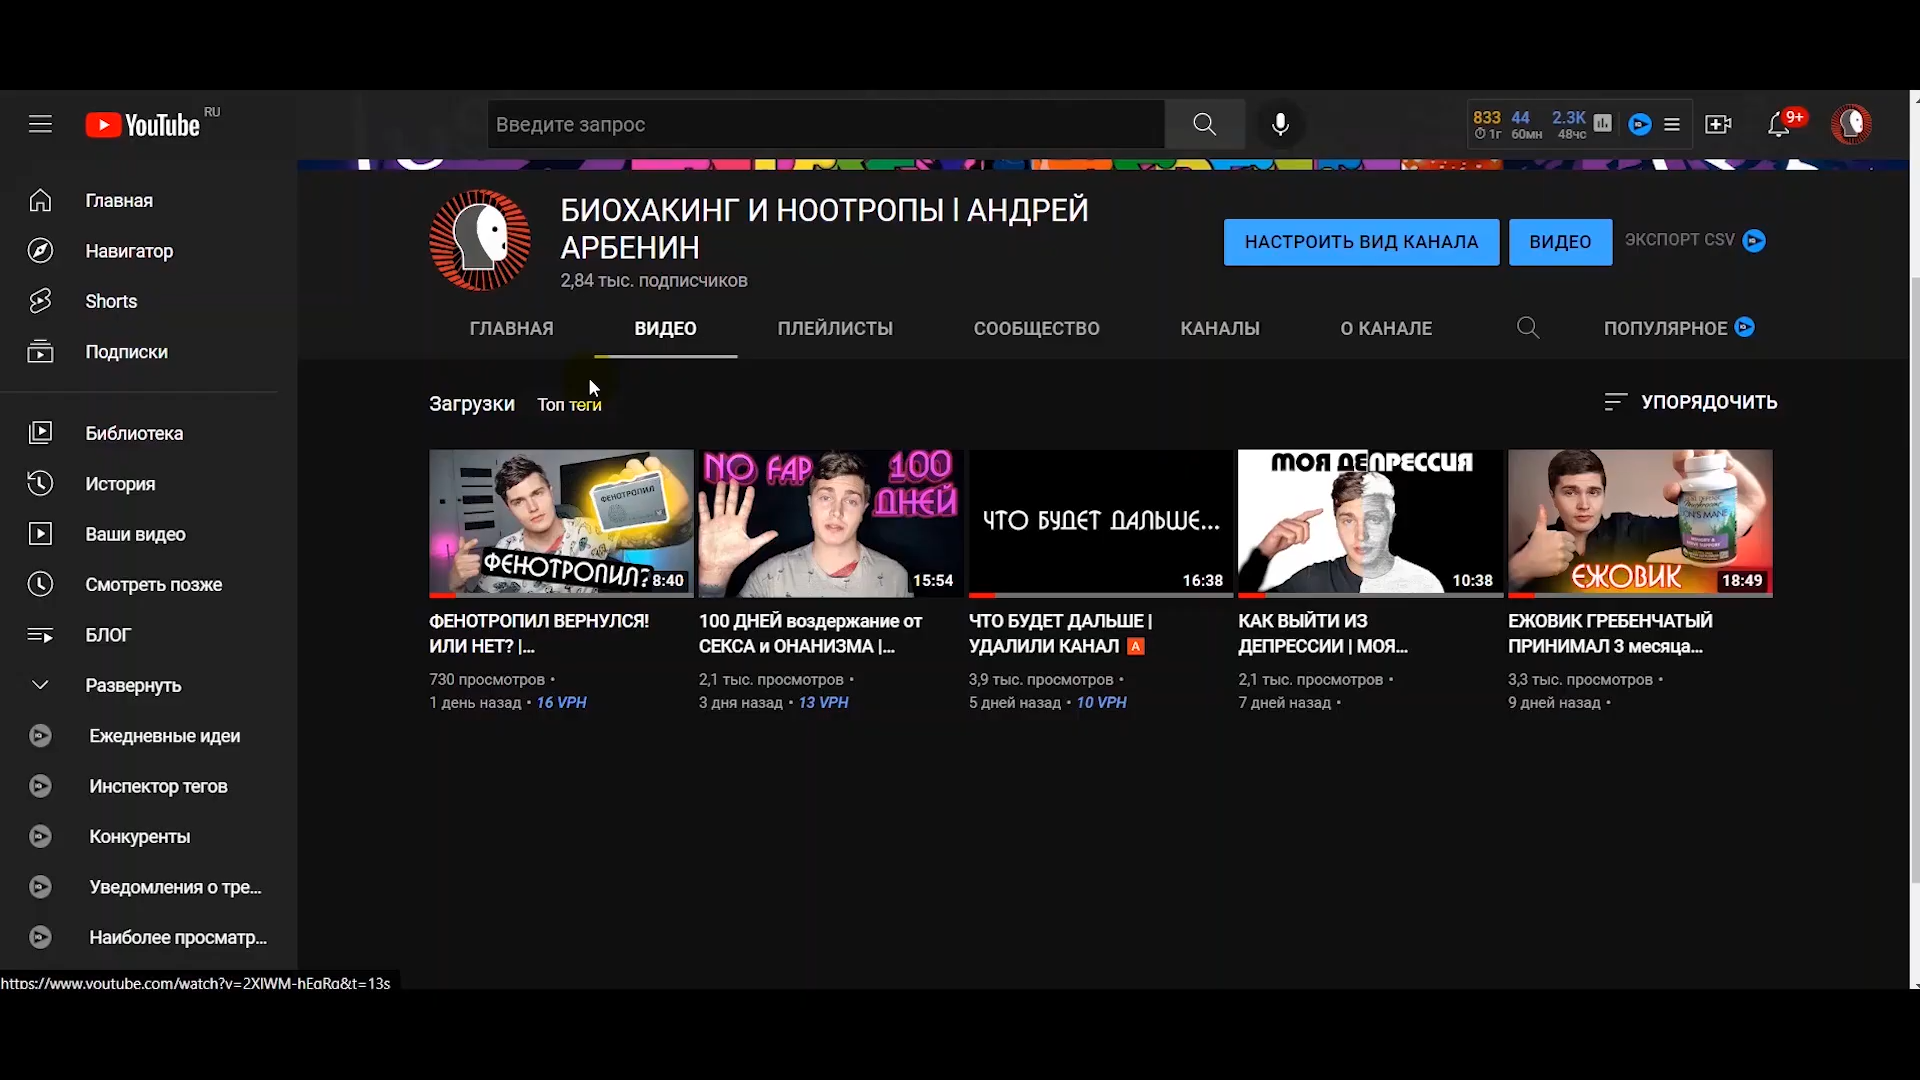 YouTube RU
Введите запрос
833 44 2.3K
1г 60мн 48чс
9+
Главная
Навигатор
Shorts
Подписки
Библиотека
История
Ваши видео
Смотреть позже
БЛОГ
Развернуть
Ежедневные идеи
Инспектор тегов
Конкуренты
Уведомления о тре...
Наиболее просматр...
БИОХАКИНГ И НООТРОПЫ I АНДРЕЙ
АРБЕНИН
2,84 тыс. подписчиков
НАСТРОИТЬ ВИД КАНАЛА
ВИДЕО
ЭКСПОРТ CSV
ГЛАВНАЯ
ВИДЕО
ПЛЕЙЛИСТЫ
СООБЩЕСТВО
КАНАЛЫ
О КАНАЛЕ
ПОПУЛЯРНОЕ
Загрузки
Топ теги
УПОРЯДОЧИТЬ
ФЕНОТРОПИЛ
ФЕНОТРОПИЛ?
8:40
ФЕНОТРОПИЛ ВЕРНУЛСЯ!
ИЛИ НЕТ? |...
730 просмотров •
1 день назад • 16 VPH
NO FAP 100
ДНЕЙ
15:54
100 ДНЕЙ воздержание от
СЕКСА и ОНАНИЗМА |...
2,1 тыс. просмотров •
3 дня назад • 13 VPH
ЧТО БУДЕТ ДАЛЬШЕ...
16:38
ЧТО БУДЕТ ДАЛЬШЕ |
УДАЛИЛИ КАНАЛ A
3,9 тыс. просмотров •
5 дней назад • 10 VPH
МОЯ ДЕПРЕССИЯ
10:38
КАК ВЫЙТИ ИЗ
ДЕПРЕССИИ | МОЯ...
2,1 тыс. просмотров •
7 дней назад •
ЕЖОВИК
18:49
ЕЖОВИК ГРЕБЕНЧАТЫЙ
ПРИНИМАЛ 3 месяца...
3,3 тыс. просмотров •
9 дней назад •
https://www.youtube.com/watch?v=2XIWM-hEgRg&t=13s